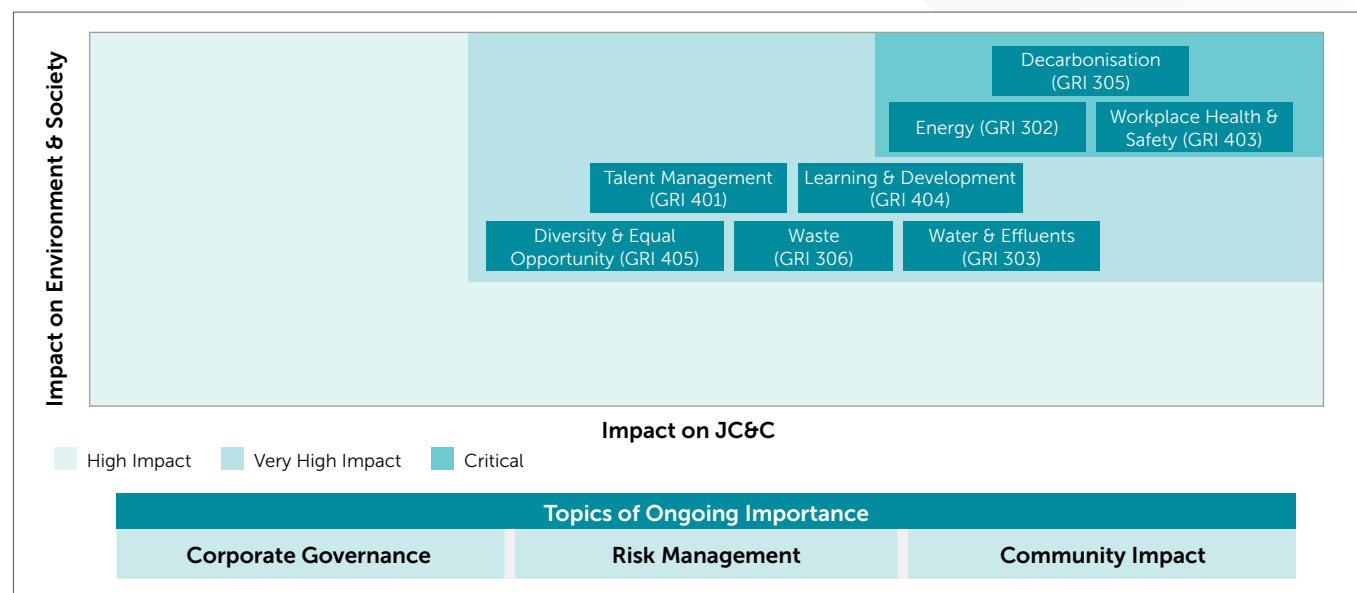 Impact on Environment & Society
Decarbonisation
(GRI 305)
Energy (GRI 302)
Workplace Health &
Safety (GRI 403)
Talent Management
(GRI 401)
Learning & Development
(GRI 404)
Diversity & Equal
Opportunity (GRI 405)
Waste
(GRI 306)
Water & Effluents
(GRI 303)
Impact on JC&C
High Impact
Very High Impact
Critical
Topics of Ongoing Importance
Corporate Governance
Risk Management
Community Impact